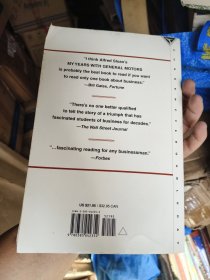 "I think Alfred Sloan's
MY YEARS WITH GENERAL MOTORS
is probably the best book to read if you want
to read only one book about business."
—Bill Gates, Fortune
"There's no one better qualified
to tell the story of a triumph that has
fascinated students of business for decades."
—The Wall Street Journal
"...fascinating reading for any businessman."
—Forbes
US $21.95 / $32.95 CAN